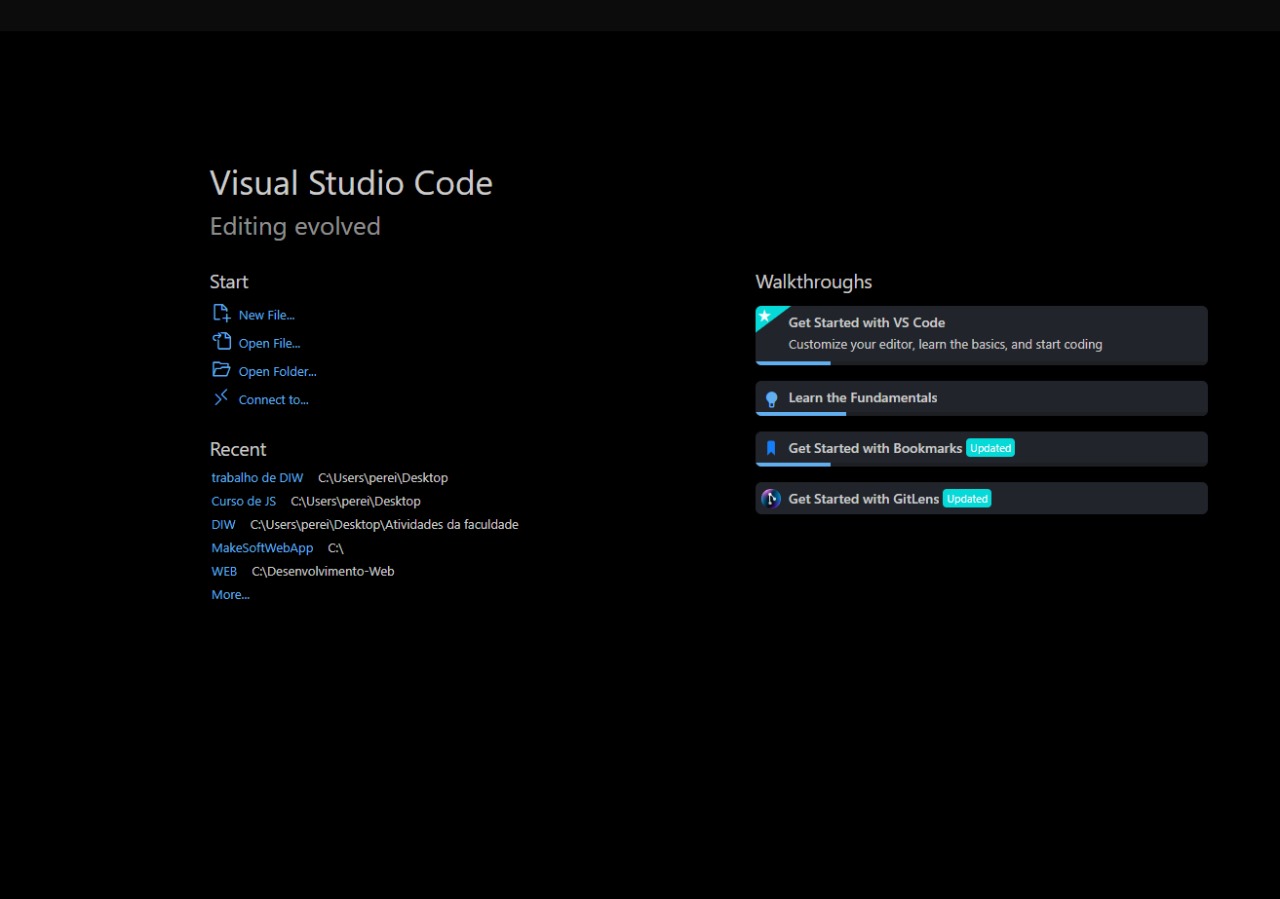 Visual Studio Code
Editing evolved
Start
New File...
Open File...
Open Folder...
Connect to...
Recent
trabalho de DIW C:\Users\perei\Desktop
Curso de JS C:\Users\perei\Desktop
DIW C:\Users\perei\Desktop\Atividades da faculdade
MakeSoftWebApp C:\
WEB C:\Desenvolvimento-Web
More...
Walkthroughs
Get Started with VS Code
Customize your editor, learn the basics, and start coding
Learn the Fundamentals
Get Started with Bookmarks Updated
Get Started with GitLens Updated